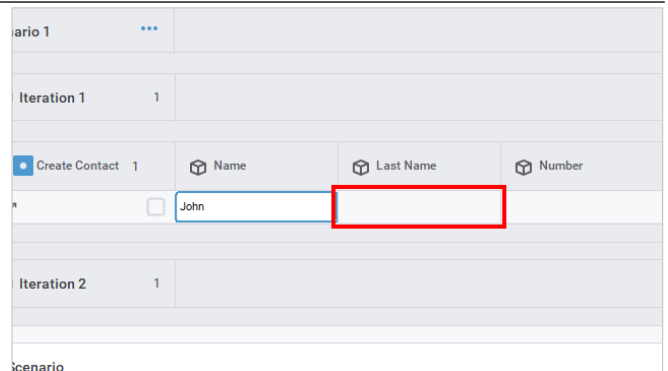 ario 1
Iteration 1 1
Create Contact 1 Name Last Name Number
John
Iteration 2 1
Scenario